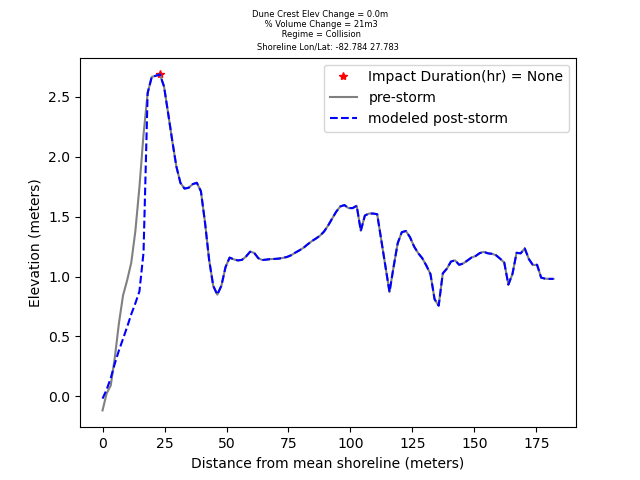 Dune Crest Elev Change = 0.0m
% Volume Change = 21m3
Regime = Collision
Shoreline Lon/Lat: -82.784 27.783
Impact Duration(hr) = None
pre-storm
modeled post-storm
Elevation (meters)
2.5
2.0
1.5
1.0
0.5
0.0
0 25 50 75 100 125 150 175
Distance from mean shoreline (meters)